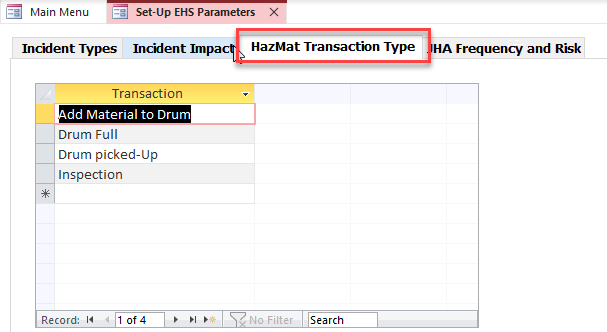 Main Menu Set-Up EHS Parameters
Incident Types Incident Impact HazMat Transaction Type JHA Frequency and Risk
Transaction
Add Material to Drum
Drum Full
Drum picked-Up
Inspection
Record: 1 of 4 No Filter Search